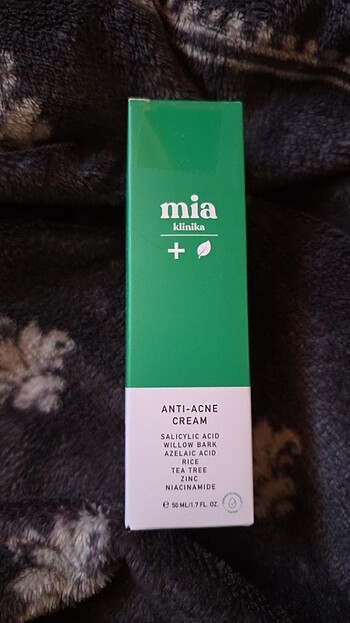 mia
klinika
ANTI-ACNE
CREAM
SALICYLIC ACID
WILLOW BARK
AZELAIC ACID
RICE
TEA TREE
ZINC
NIACINAMIDE
℮ 50 ML/1.7 FL. OZ.